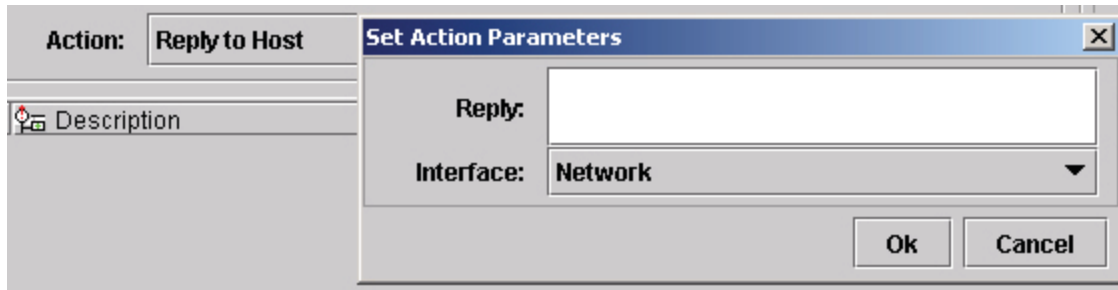 Action: Reply to Host
Set Action Parameters
Reply:
Description
Interface: Network
Ok Cancel